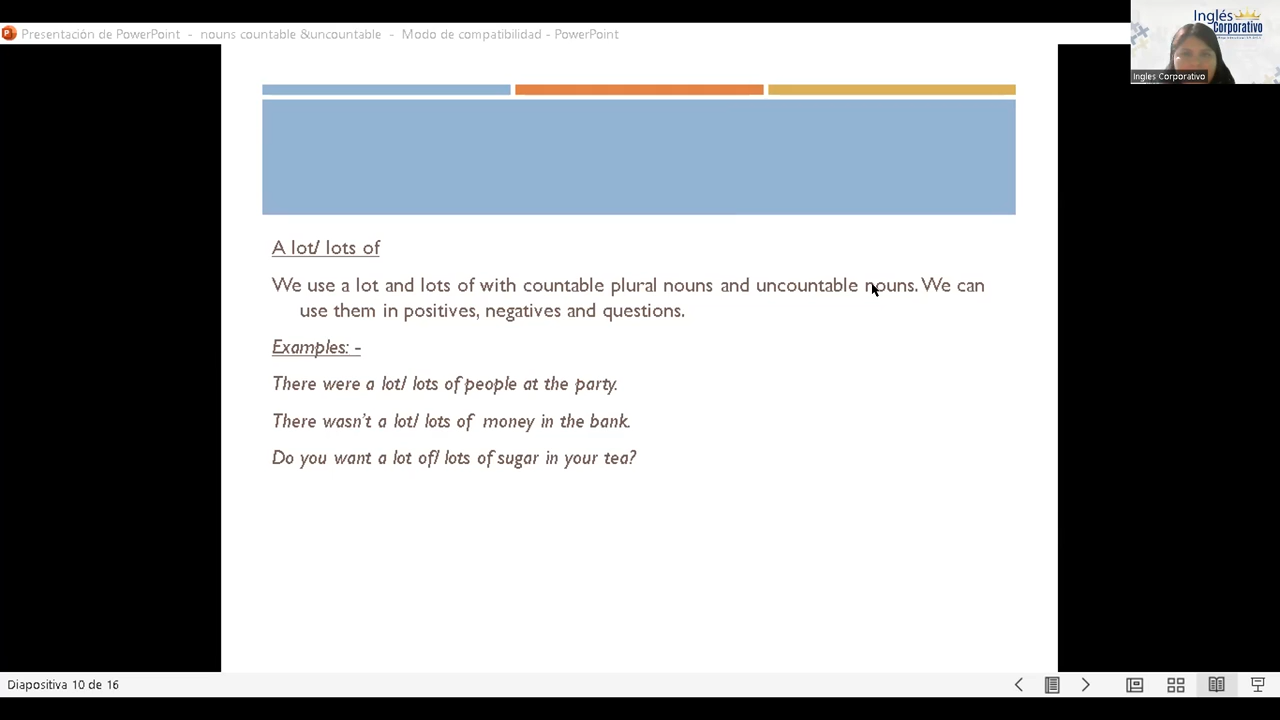 Presentación de PowerPoint - nouns countable &uncountable - Modo de compatibilidad - PowerPoint
Inglés
Corporativo
Ingles Corporativo
A lot/ lots of
We use a lot and lots of with countable plural nouns and uncountable nouns. We can
use them in positives, negatives and questions.
Examples: -
There were a lot/ lots of people at the party.
There wasn't a lot/ lots of money in the bank.
Do you want a lot of/ lots of sugar in your tea?
Diapositiva 10 de 16